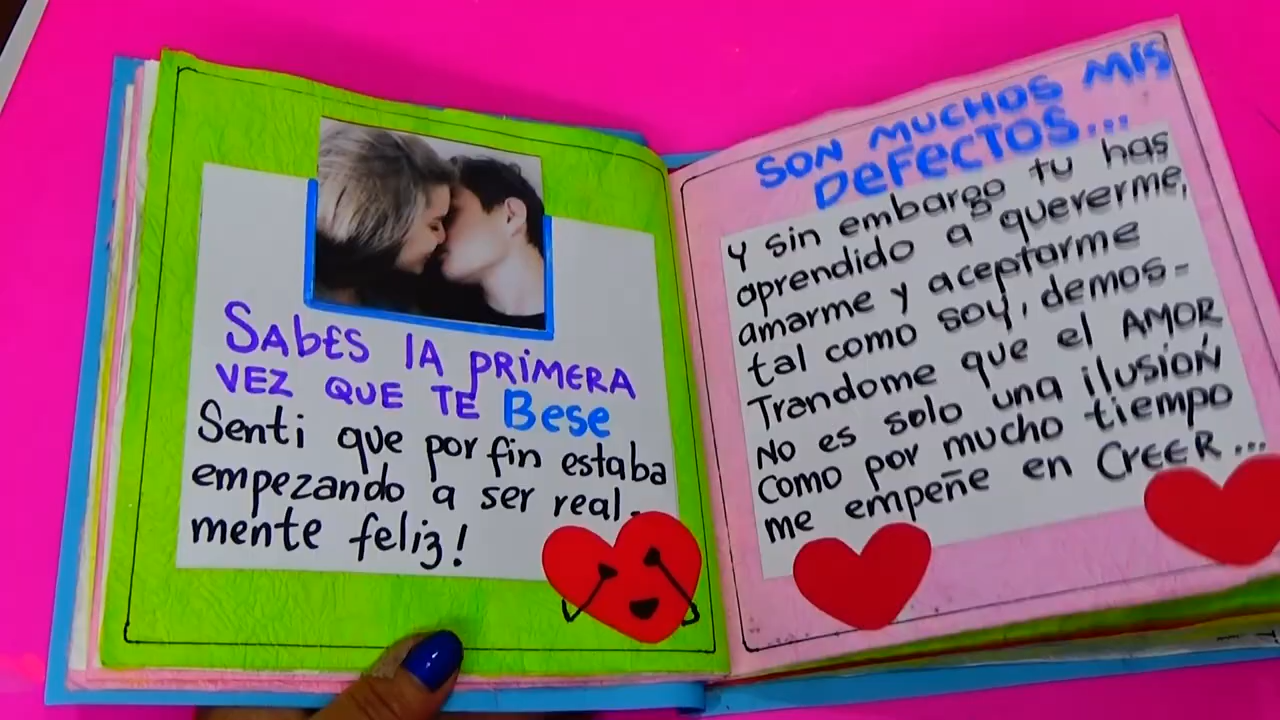 SAbES lA PRiMERA
VEZ QUE TE Bese
Senti que por fin estaba
empezando a ser real-
mente feliz!
SON MUCHOS MiS
DefeCTOS...
Y sin embargo tu has
aprendido a quererme,
amarme y aceptarme
tal como soy, demos-
Trandome que el AMOR
No es solo una ilusión
Como por mucho tiempo
me empeñe en CREER...